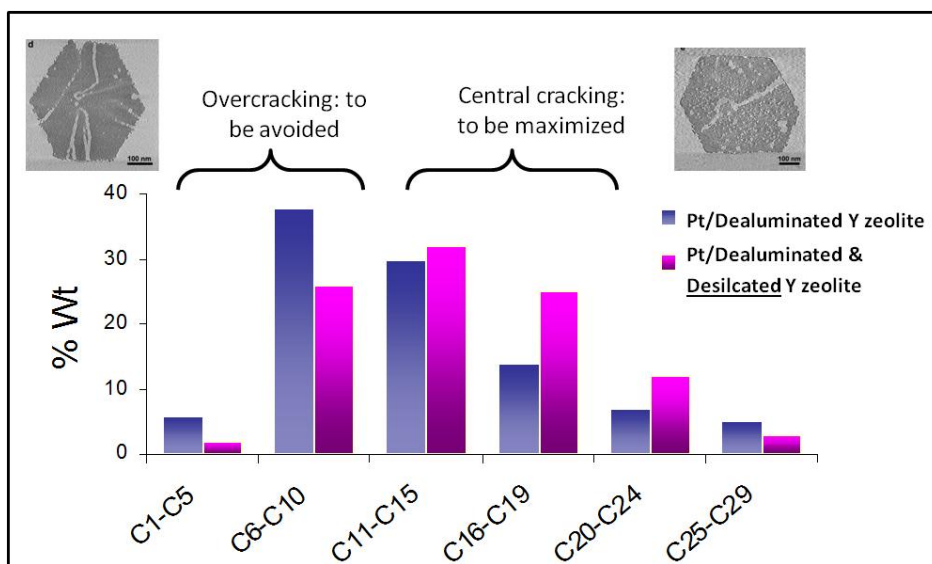 d
100 nm
Overcracking: to
be avoided
Central cracking:
to be maximized
100 nm
Pt/Dealuminated Y zeolite
Pt/Dealuminated &
Desilcated Y zeolite
% Wt
40
30
20
10
0
C1-C5
C6-C10
C11-C15
C16-C19
C20-C24
C25-C29